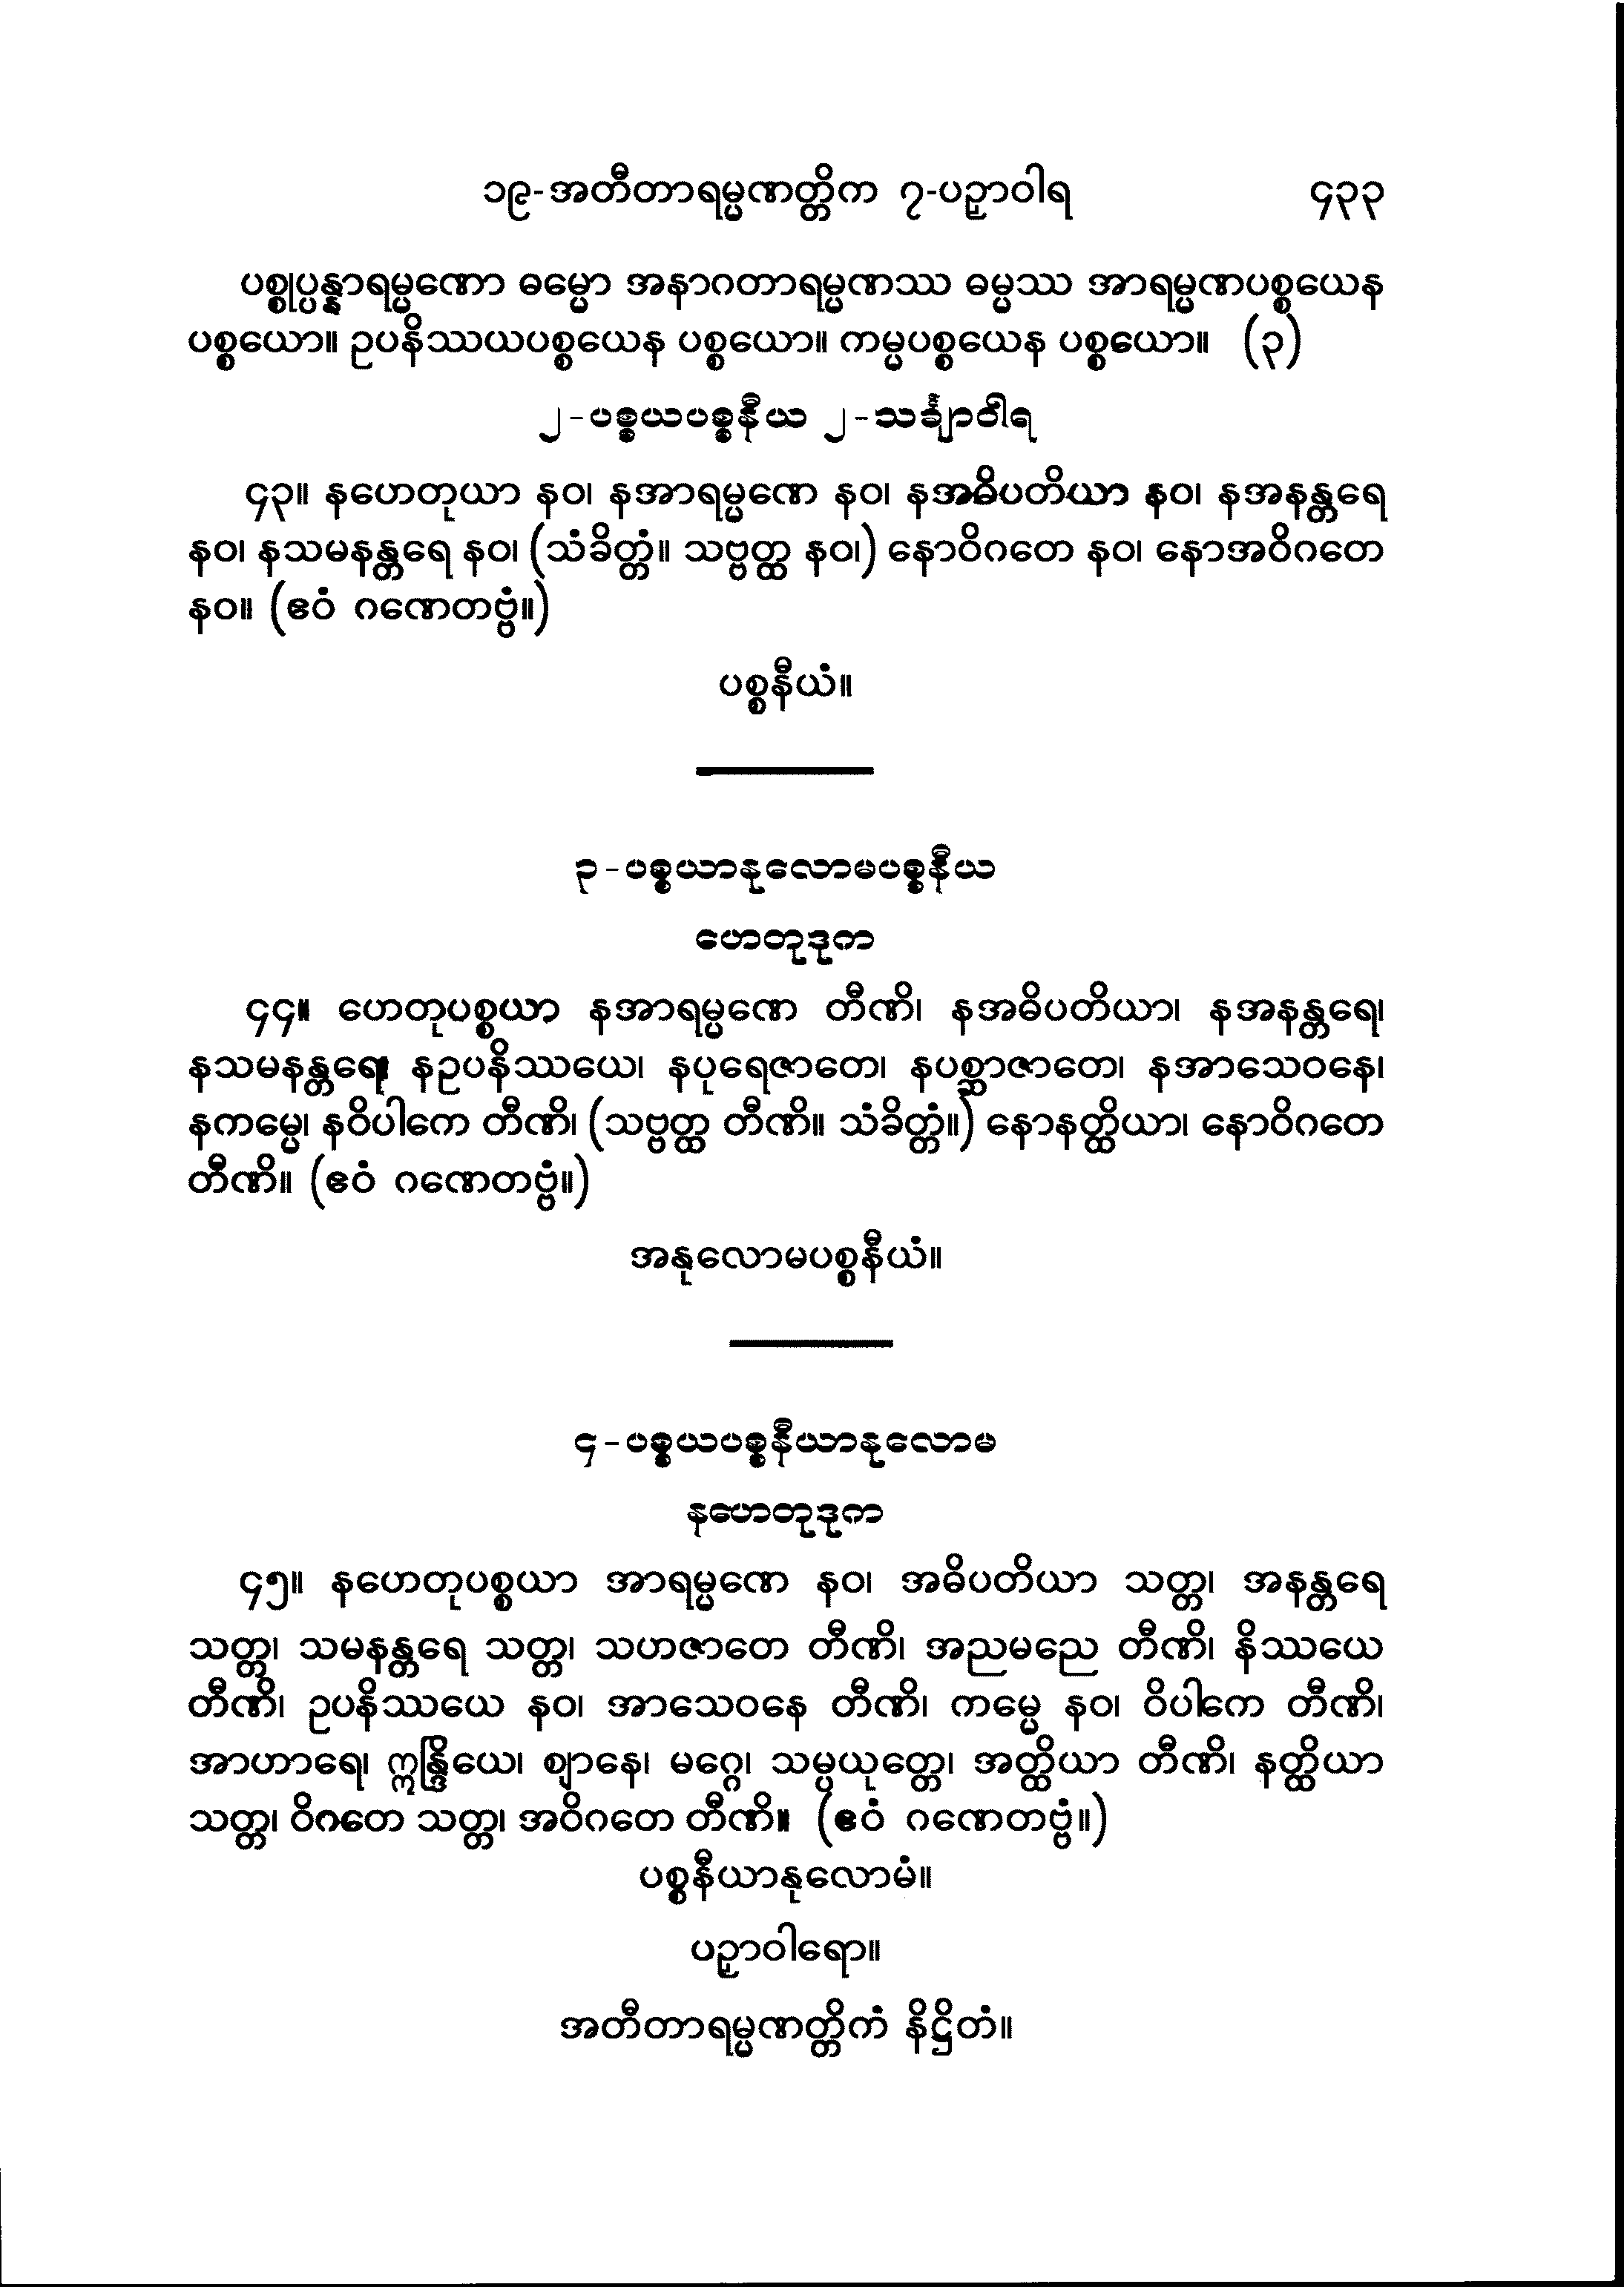 ၁၉-အတီတာရမ္မဏတ္တိက ၇-ပဉှာဝါရ ၄၃၃
ပစ္စုပ္ပန္နာရမ္မဏော ဓမ္မော အနာဂတာရမ္မဏဿ ဓမ္မဿ အာရမ္မဏပစ္စယေန
ပစ္စယော။ ဥပနိဿယပစ္စယေန ပစ္စယော။ ကမ္မပစ္စယေန ပစ္စယော။ (၃)
၂-ပစ္စယပစ္စနီယ ၂-သင်္ချာဝါရ
၄၃။ နဟေတုယာ နဝ၊ နအာရမ္မဏေ နဝ၊ နအဓိပတိယာ နဝ၊ နအနန္တရေ
နဝ၊ နသမနန္တရေ နဝ၊ (သံခိတ္တံ။ သဗ္ဗတ္ထ နဝ၊) နောဝိဂတေ နဝ၊ နောအဝိဂတေ
နဝ။ (ဧဝံ ဂဏေတဗ္ဗံ။)
ပစ္စနီယံ။
၃-ပစ္စယာနုလောမပစ္စနီယ
ဟေတုဒုက
၄၄။ ဟေတုပစ္စယာ နအာရမ္မဏေ တီဏိ၊ နအဓိပတိယာ၊ နအနန္တရေ၊
နသမနန္တရေ၊ နဥပနိဿယေ၊ နပုရေဇာတေ၊ နပစ္ဆာဇာတေ၊ နအာသေဝနေ၊
နကမ္မေ၊ နဝိပါကေ တီဏိ၊ (သဗ္ဗတ္ထ တီဏိ။ သံခိတ္တံ။) နောနတ္ထိယာ၊ နောဝိဂတေ
တီဏိ။ (ဧဝံ ဂဏေတဗ္ဗံ။)
အနုလောမပစ္စနီယံ။
၄-ပစ္စယပစ္စနီယာနုလောမ
နဟေတုဒုက
၄၅။ နဟေတုပစ္စယာ အာရမ္မဏေ နဝ၊ အဓိပတိယာ သတ္တ၊ အနန္တရေ
သတ္တ၊ သမနန္တရေ သတ္တ၊ သဟဇာတေ တီဏိ၊ အညမညေ တီဏိ၊ နိဿယေ
တီဏိ၊ ဥပနိဿယေ နဝ၊ အာသေဝနေ တီဏိ၊ ကမ္မေ နဝ၊ ဝိပါကေ တီဏိ၊
အာဟာရေ၊ ဣန္ဒြိယေ၊ ဈာနေ၊ မဂ္ဂေ၊ သမ္ပယုတ္တေ၊ အတ္ထိယာ တီဏိ၊ နတ္ထိယာ
သတ္တ၊ ဝိဂတေ သတ္တ၊ အဝိဂတေ တီဏိ။ (ဧဝံ ဂဏေတဗ္ဗံ။)
ပစ္စနီယာနုလောမံ။
ပဉှာဝါရော။
အတီတာရမ္မဏတ္တိကံ နိဋ္ဌိတံ။